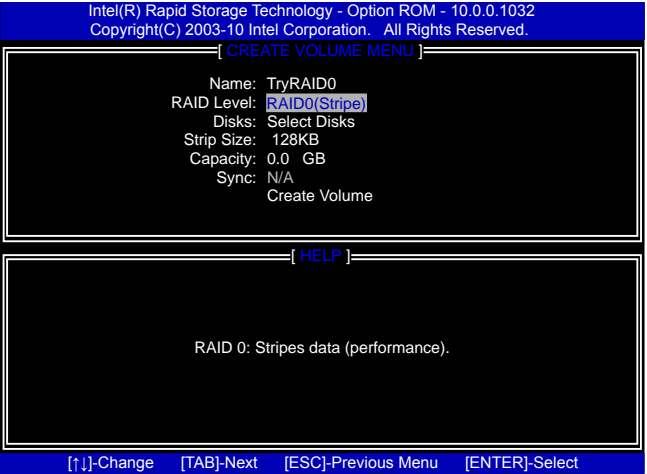 Intel(R) Rapid Storage Technology - Option ROM - 10.0.0.1032
Copyright(C) 2003-10 Intel Corporation. All Rights Reserved.
[ CREATE VOLUME MENU ]
Name: TryRAID0
RAID Level: RAID0(Stripe)
Disks: Select Disks
Strip Size: 128KB
Capacity: 0.0 GB
Sync: N/A
Create Volume
[ HELP ]
RAID 0: Stripes data (performance).
[↑↓]-Change [TAB]-Next [ESC]-Previous Menu [ENTER]-Select